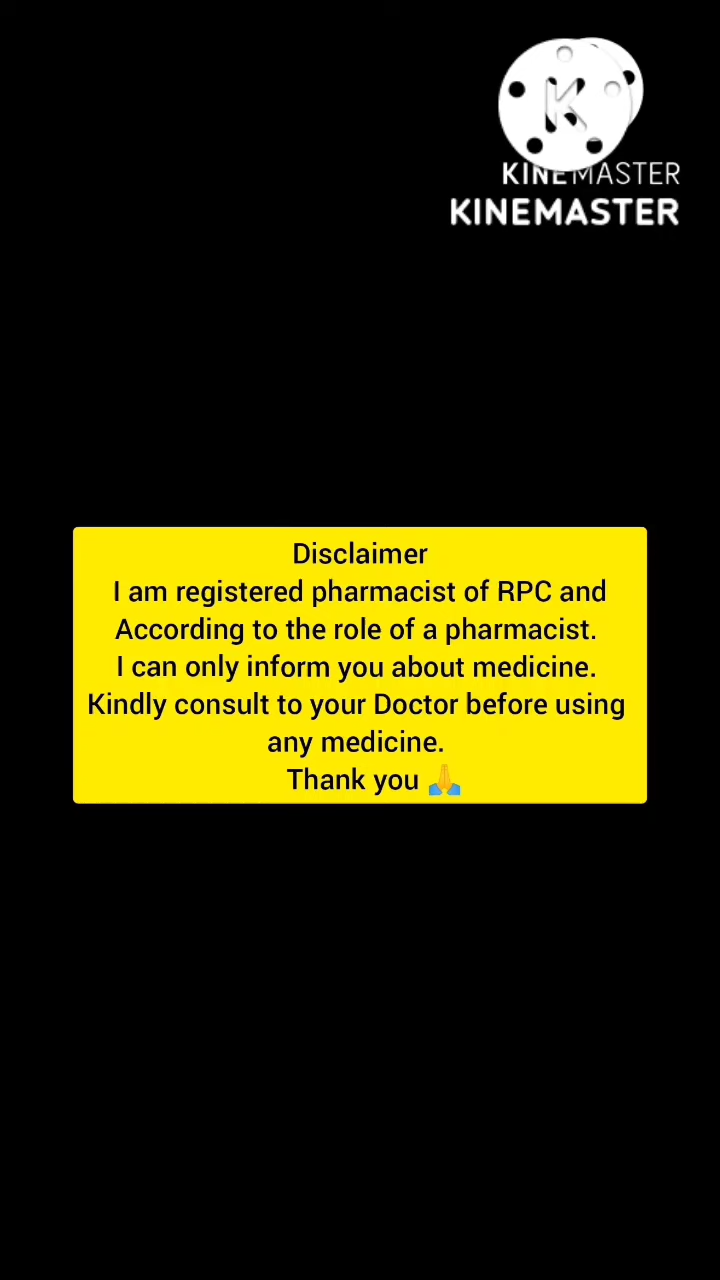 KINEMASTER
KINEMASTER
Disclaimer
I am registered pharmacist of RPC and
According to the role of a pharmacist.
I can only inform you about medicine.
Kindly consult to your Doctor before using
any medicine.
Thank you 🙏